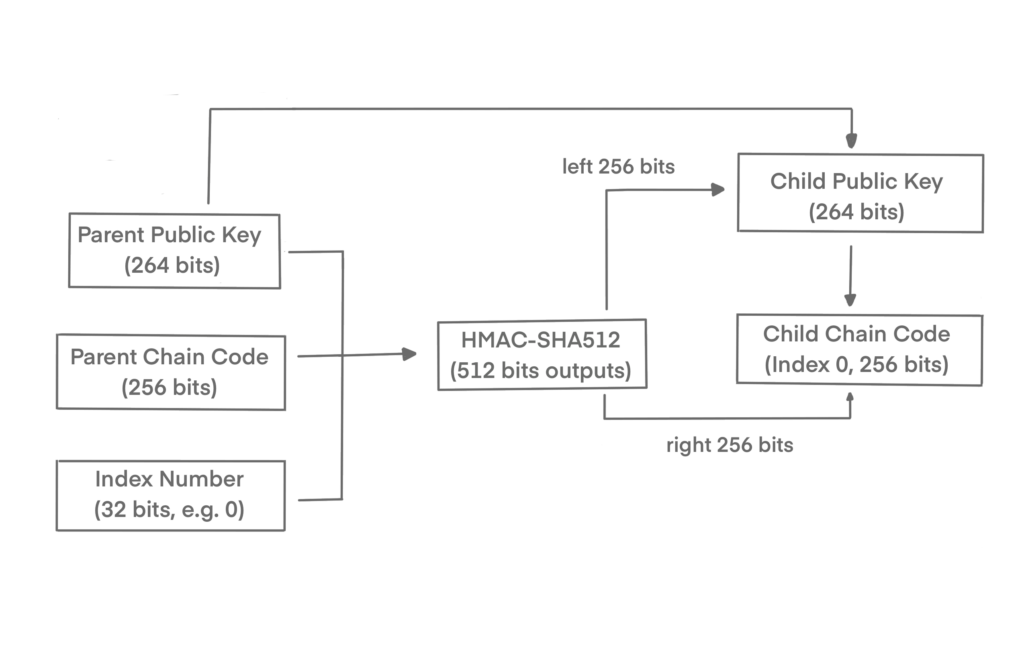 left 256 bits
Child Public Key
(264 bits)
Parent Public Key
(264 bits)
Parent Chain Code
(256 bits)
HMAC-SHA512
(512 bits outputs)
Child Chain Code
(Index 0, 256 bits)
right 256 bits
Index Number
(32 bits, e.g. 0)